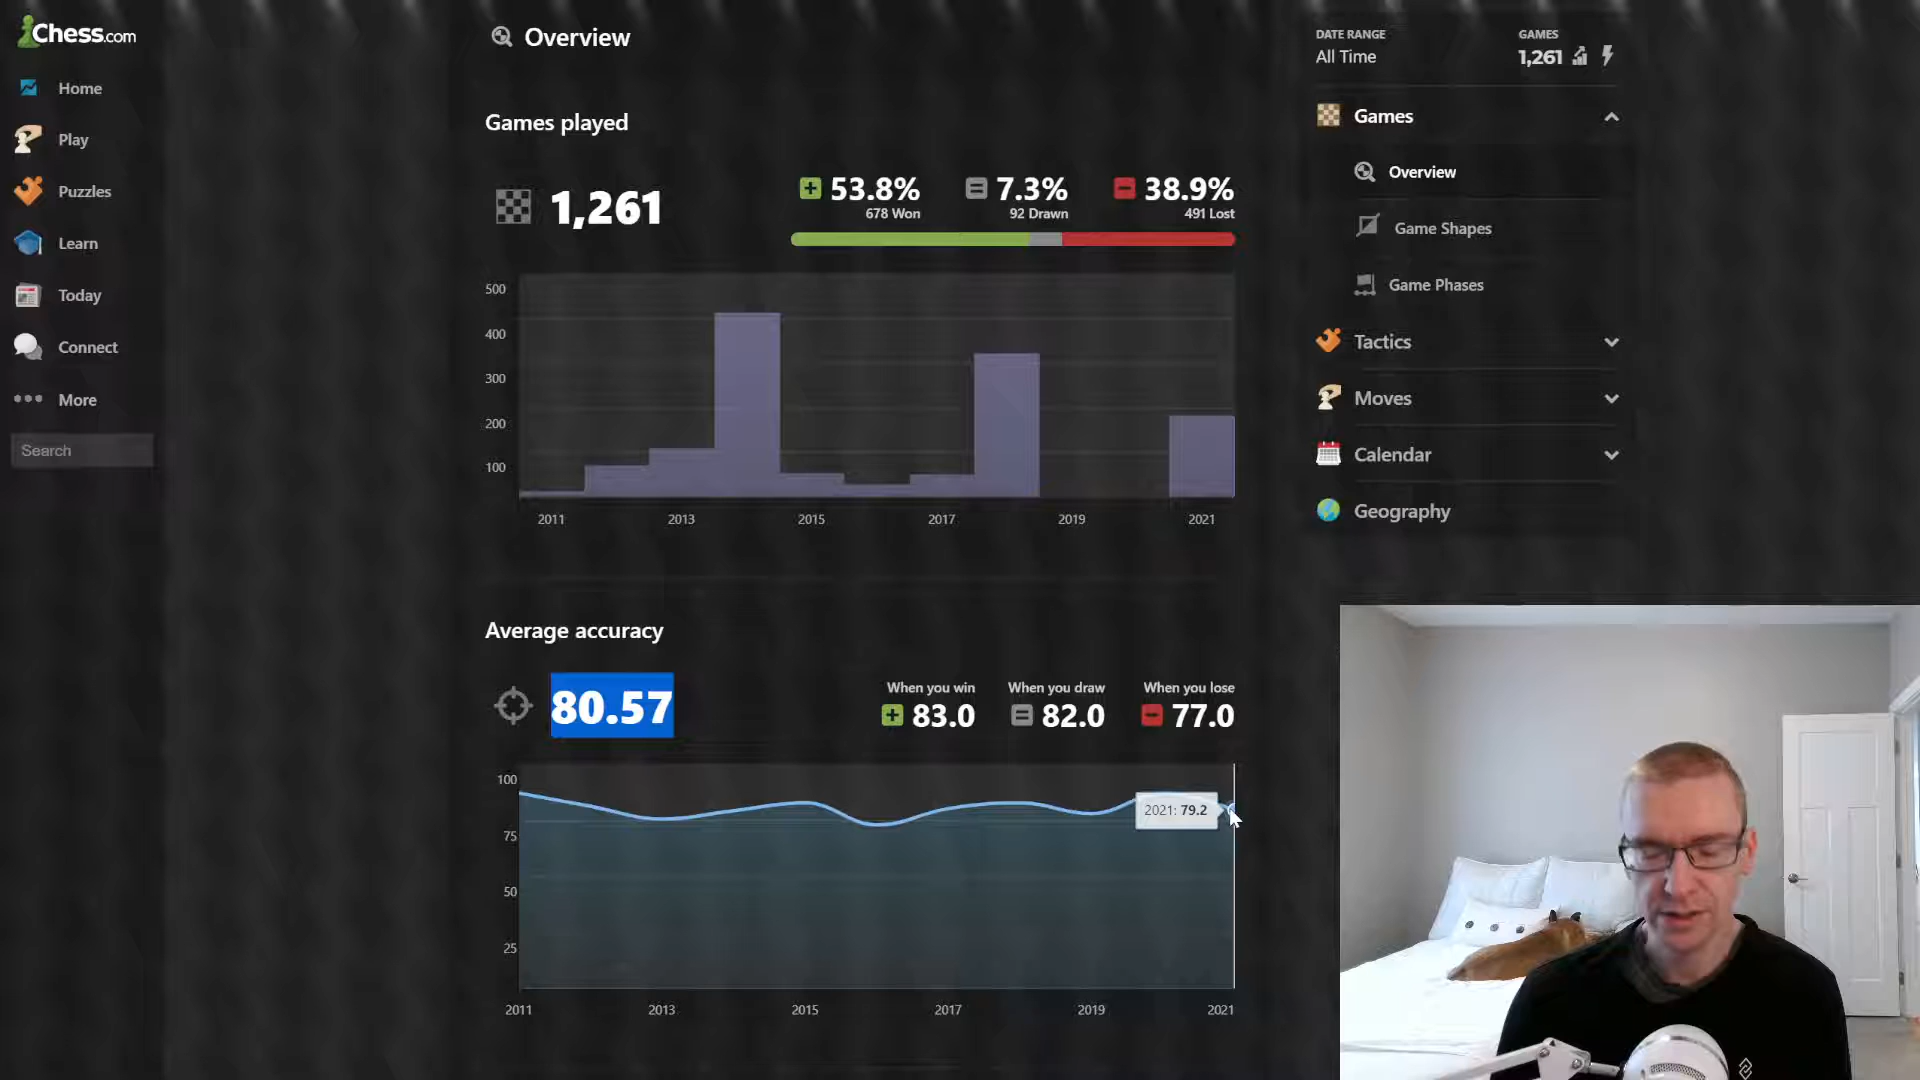 Chess.com
Home
Play
Puzzles
Learn
Today
Connect
More
Search
Overview
Games played
1,261
53.8%
678 Won
7.3%
92 Drawn
38.9%
491 Lost
500
400
300
200
100
2011
2013
2015
2017
2019
2021
Average accuracy
80.57
When you win
83.0
When you draw
82.0
When you lose
77.0
100
75
50
25
2021: 79.2
2011
2013
2015
2017
2019
2021
DATE RANGE
All Time
GAMES
1,261
Games
Overview
Game Shapes
Game Phases
Tactics
Moves
Calendar
Geography